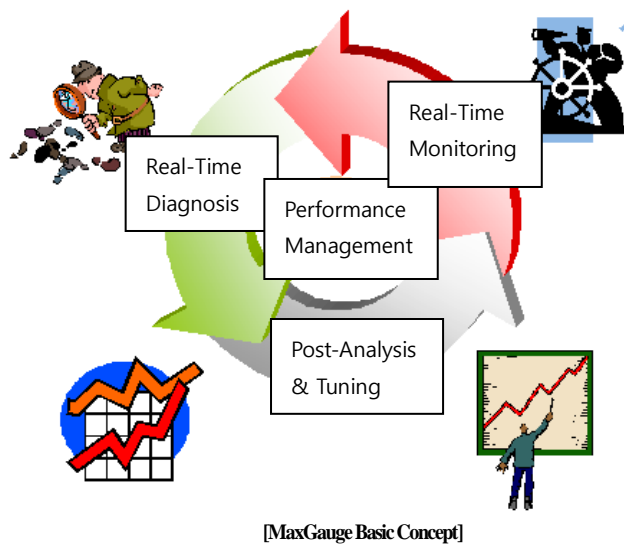 Real-Time
Monitoring
Real-Time
Diagnosis
Performance
Management
Post-Analysis
& Tuning
[MaxGauge Basic Concept]